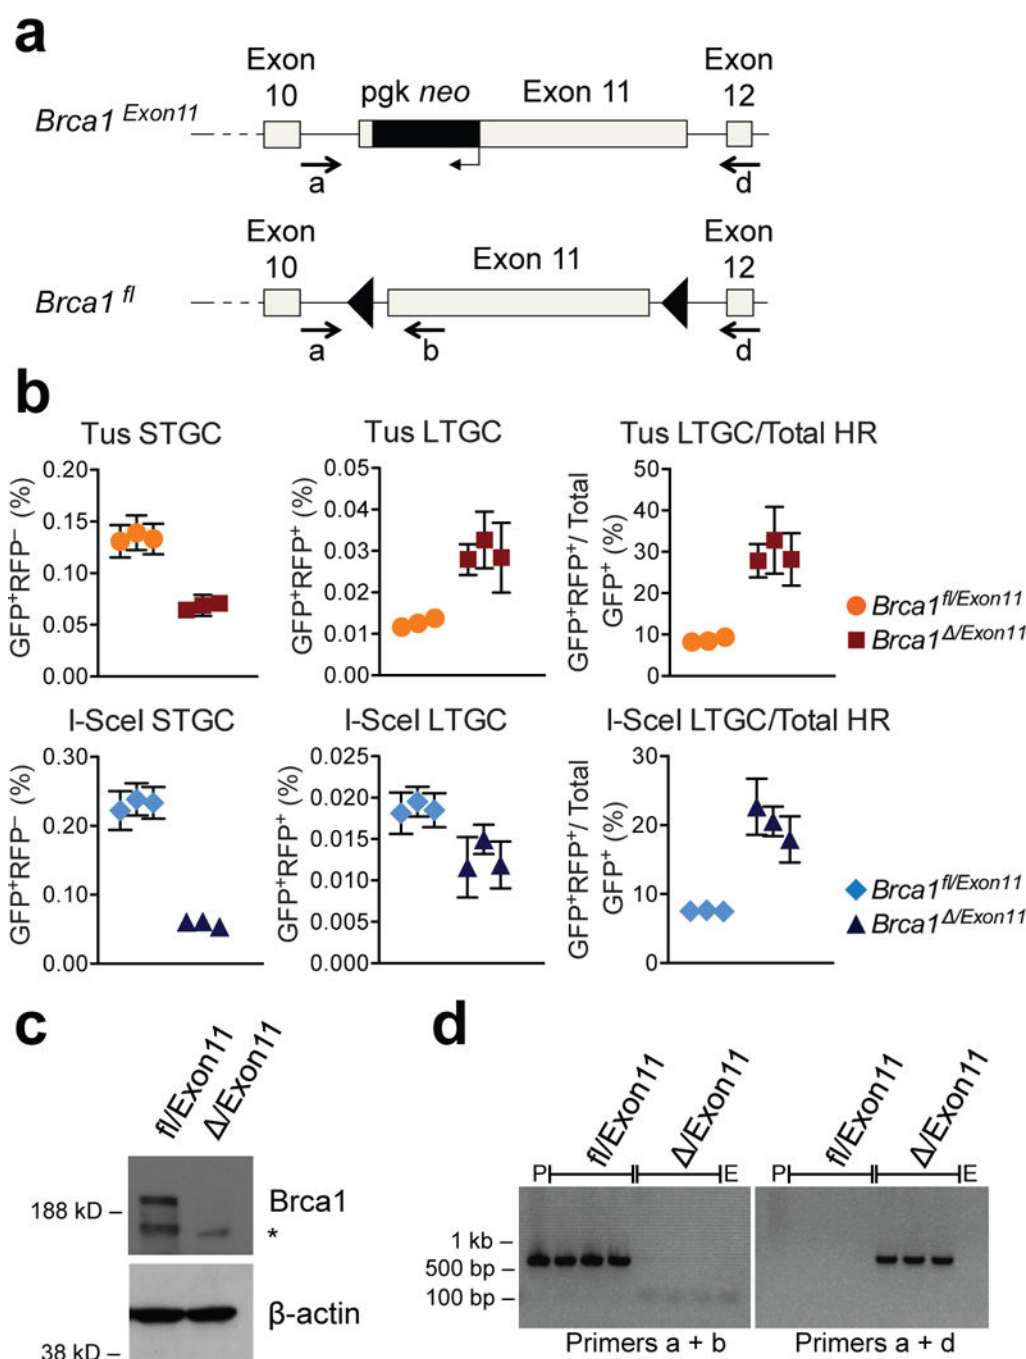 a
Exon Exon
10 pgk neo Exon 11 12
Brca1 Exon11
a d
Exon Exon
10 Exon 11 12
Brca1 fl
a b d
b
Tus STGC
GFP+RFP– (%)
0.20
0.15
0.10
0.05
0.00
Tus LTGC
GFP+RFP+ (%)
0.05
0.04
0.03
0.02
0.01
0
Tus LTGC/Total HR
GFP+RFP+/ Total
GFP+ (%)
50
40
30
20
10
0
Brca1 fl/Exon11
Brca1 Δ/Exon11
I-SceI STGC
GFP+RFP– (%)
0.30
0.20
0.10
0.00
I-SceI LTGC
GFP+RFP+ (%)
0.025
0.020
0.015
0.010
0.005
0.000
I-SceI LTGC/Total HR
GFP+RFP+/ Total
GFP+ (%)
30
20
10
0
Brca1 fl/Exon11
Brca1 Δ/Exon11
c
fl/Exon11
Δ/Exon11
188 kD –
Brca1
*
β-actin
38 kD –
d
fl/Exon11 Δ/Exon11 fl/Exon11 Δ/Exon11
P E P E
1 kb –
500 bp –
100 bp –
Primers a + b Primers a + d